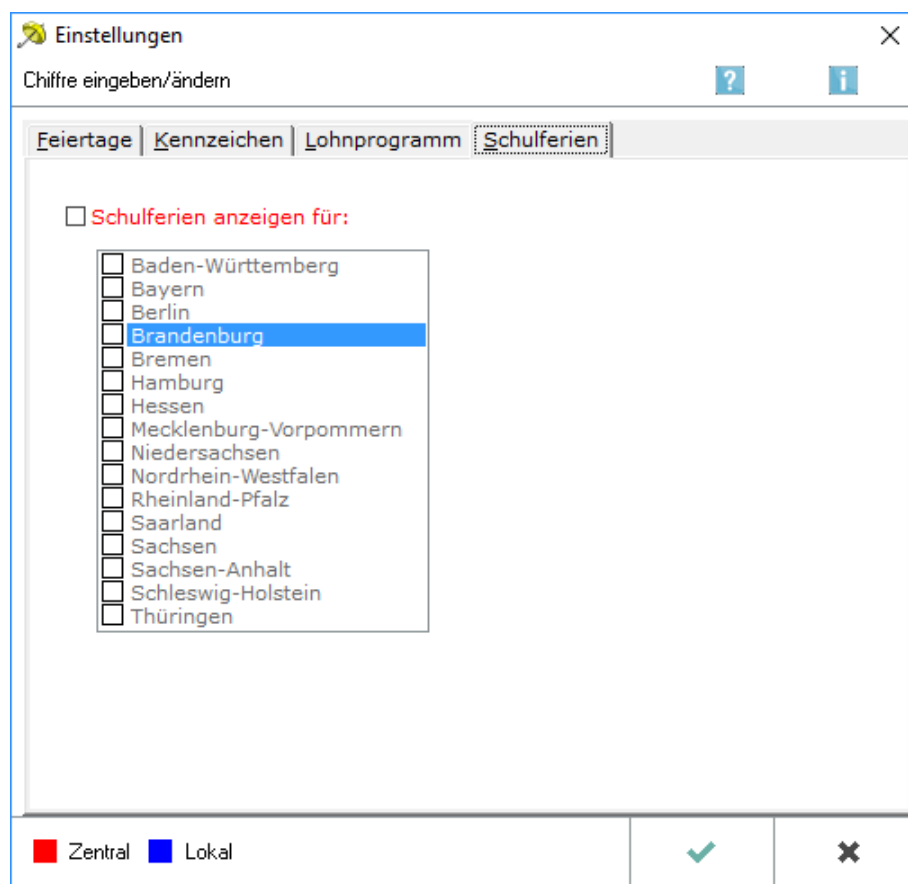 Einstellungen
Chiffre eingeben/ändern
? i
Feiertage Kennzeichen Lohnprogramm Schulferien
Schulferien anzeigen für:
Baden-Württemberg
Bayern
Berlin
Brandenburg
Bremen
Hamburg
Hessen
Mecklenburg-Vorpommern
Niedersachsen
Nordrhein-Westfalen
Rheinland-Pfalz
Saarland
Sachsen
Sachsen-Anhalt
Schleswig-Holstein
Thüringen
Zentral Lokal